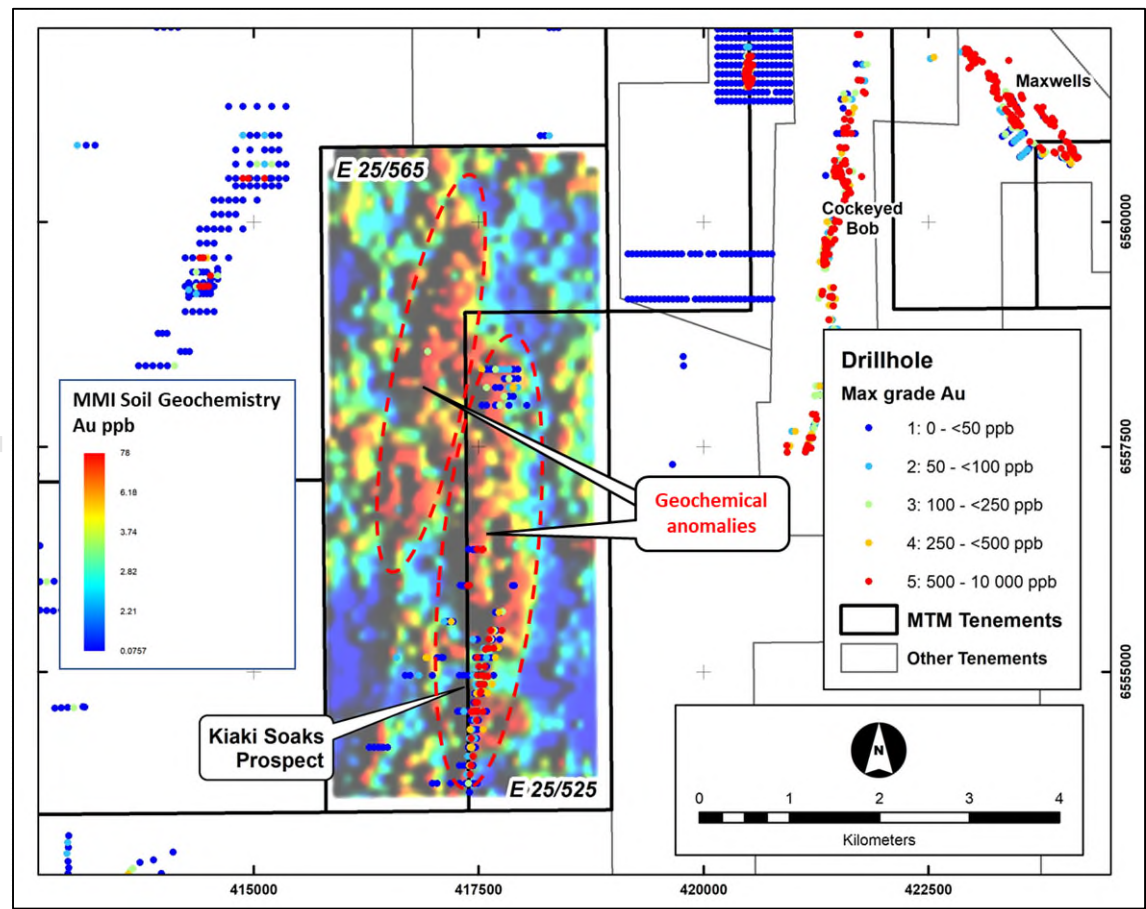 Maxwells
E 25/565
Cockeyed
Bob
6560000
MMI Soil Geochemistry
Au ppb
78
6.18
3.74
2.82
2.21
0.0757
Drillhole
Max grade Au
1: 0 - <50 ppb
2: 50 - <100 ppb
3: 100 - <250 ppb
4: 250 - <500 ppb
5: 500 - 10 000 ppb
MTM Tenements
Other Tenements
6557500
Geochemical
anomalies
6555000
Kiaki Soaks
Prospect
E 25/525
N
0 1 2 3 4
Kilometers
415000 417500 420000 422500